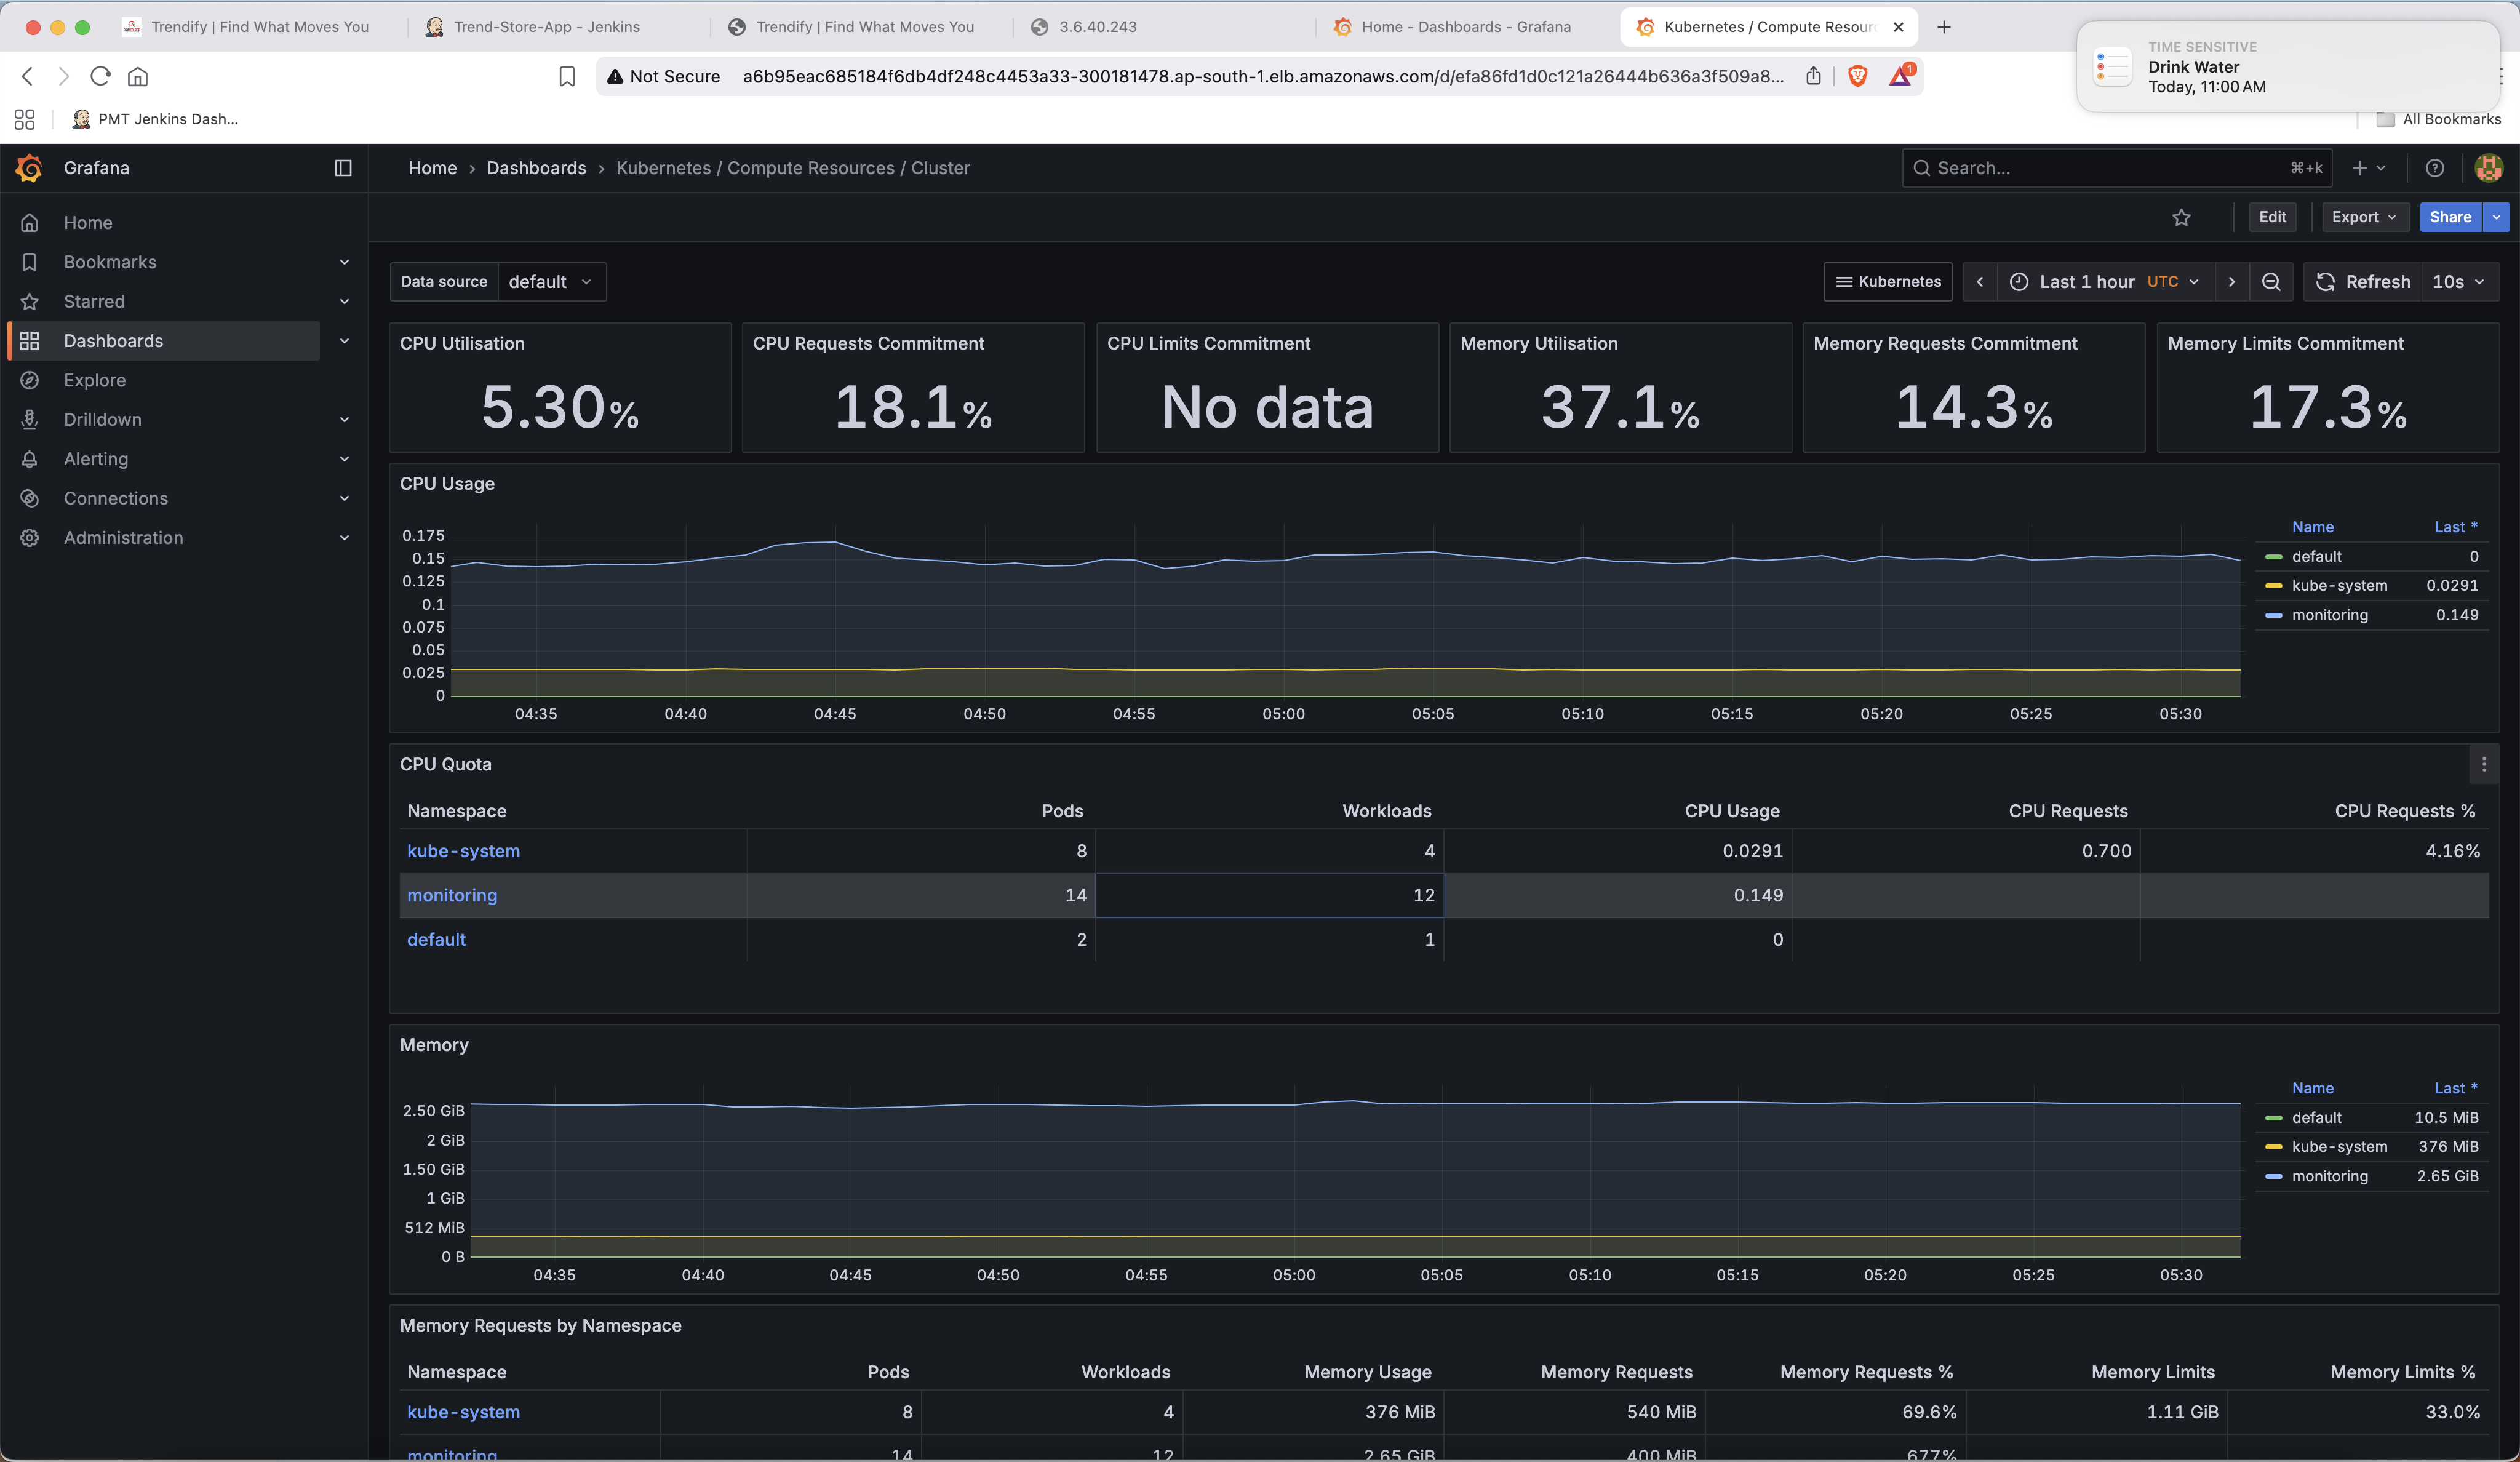 Trendify | Find What Moves You
Trend-Store-App - Jenkins
Trendify | Find What Moves You
3.6.40.243
Home - Dashboards - Grafana
Kubernetes / Compute Resour
TIME SENSITIVE
Drink Water
Today, 11:00 AM
Not Secure a6b95eac685184f6db4df248c4453a33-300181478.ap-south-1.elb.amazonaws.com/d/efa86fd1d0c121a26444b636a3f509a8...
1
PMT Jenkins Dash...
All Bookmarks
Grafana
Home › Dashboards › Kubernetes / Compute Resources / Cluster
Search... ⌘+k
Home
Bookmarks
Starred
Dashboards
Explore
Drilldown
Alerting
Connections
Administration
Edit Export Share
Data source default
Kubernetes Last 1 hour UTC Refresh 10s
CPU Utilisation
5.30%
CPU Requests Commitment
18.1%
CPU Limits Commitment
No data
Memory Utilisation
37.1%
Memory Requests Commitment
14.3%
Memory Limits Commitment
17.3%
CPU Usage
0.175
0.15
0.125
0.1
0.075
0.05
0.025
0
04:35 04:40 04:45 04:50 04:55 05:00 05:05 05:10 05:15 05:20 05:25 05:30
Name Last *
default 0
kube-system 0.0291
monitoring 0.149
CPU Quota
Namespace Pods Workloads CPU Usage CPU Requests CPU Requests %
kube-system 8 4 0.0291 0.700 4.16%
monitoring 14 12 0.149
default 2 1 0
Memory
2.50 GiB
2 GiB
1.50 GiB
1 GiB
512 MiB
0 B
04:35 04:40 04:45 04:50 04:55 05:00 05:05 05:10 05:15 05:20 05:25 05:30
Name Last *
default 10.5 MiB
kube-system 376 MiB
monitoring 2.65 GiB
Memory Requests by Namespace
Namespace Pods Workloads Memory Usage Memory Requests Memory Requests % Memory Limits Memory Limits %
kube-system 8 4 376 MiB 540 MiB 69.6% 1.11 GiB 33.0%
monitoring 14 12 2.65 GiB 400 MiB 677%